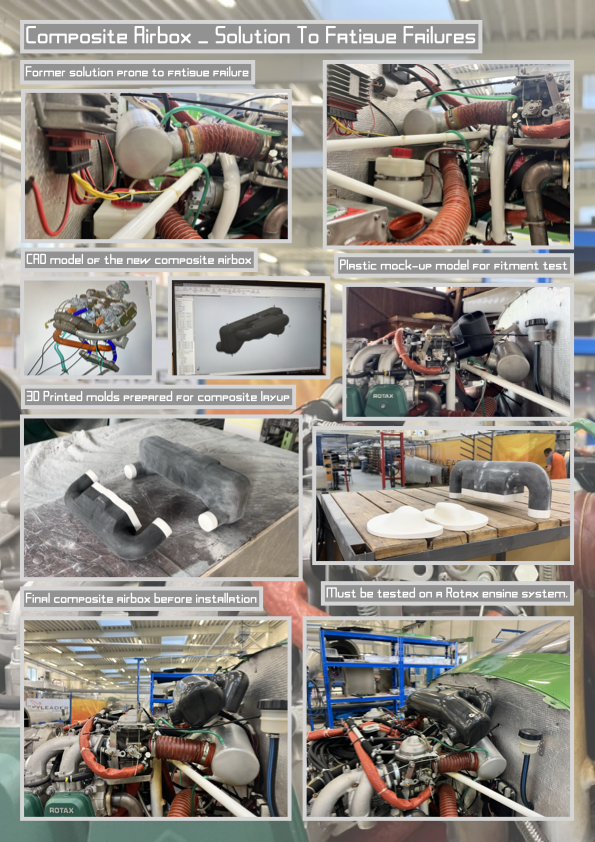 Composite Airbox _ Solution To Fatigue Failures
Former solution prone to fatigue failure
CAD model of the new composite airbox
Plastic mock-up model for fitment test
ROTAX
3D Printed molds prepared for composite layup
Final composite airbox before installation
Must be tested on a Rotax engine system.
ROTAX